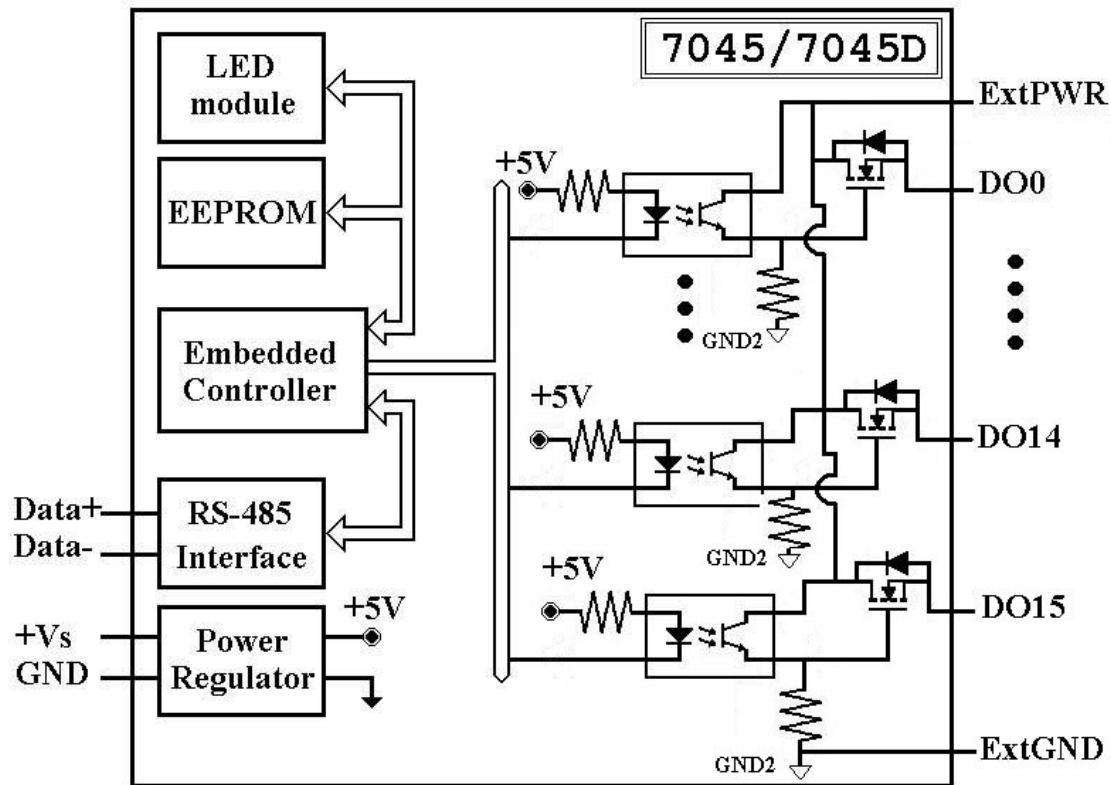 7045/7045D
LED
module
EEPROM
Embedded
Controller
RS-485
Interface
Power
Regulator
Data+
Data-
+Vs
GND
+5V
+5V
GND2
+5V
GND2
+5V
GND2
ExtPWR
DO0
DO14
DO15
ExtGND